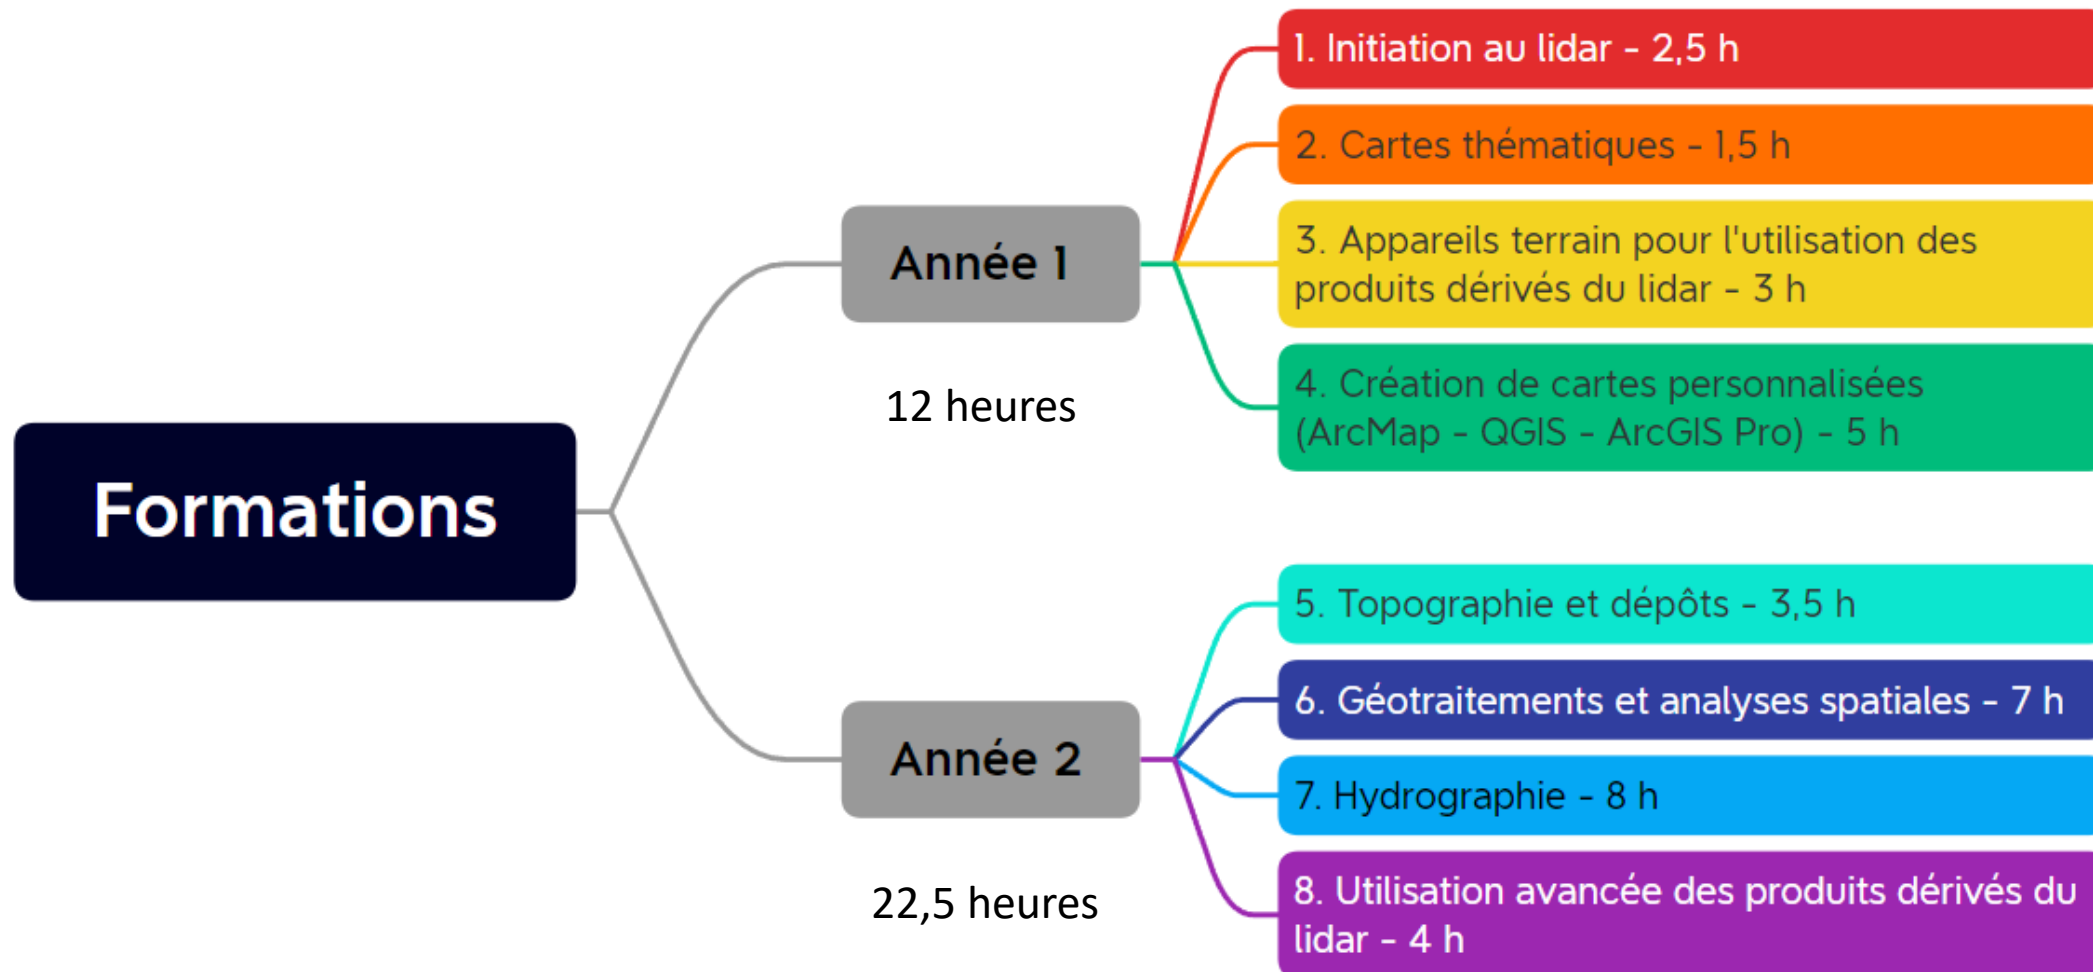 Formations
Année 1
12 heures
1. Initiation au lidar - 2,5 h
2. Cartes thématiques - 1,5 h
3. Appareils terrain pour l'utilisation des
produits dérivés du lidar - 3 h
4. Création de cartes personnalisées
(ArcMap - QGIS - ArcGIS Pro) - 5 h
Année 2
22,5 heures
5. Topographie et dépôts - 3,5 h
6. Géotraitements et analyses spatiales - 7 h
7. Hydrographie - 8 h
8. Utilisation avancée des produits dérivés du
lidar - 4 h